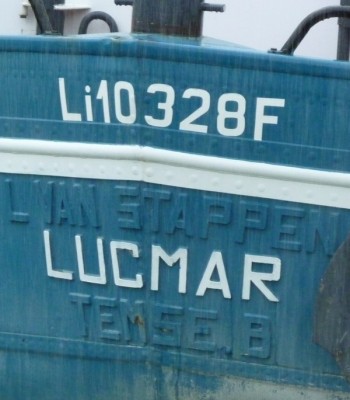 Li10328F
L VAN STAPPEN
LUCMAR
TEMSE.B.